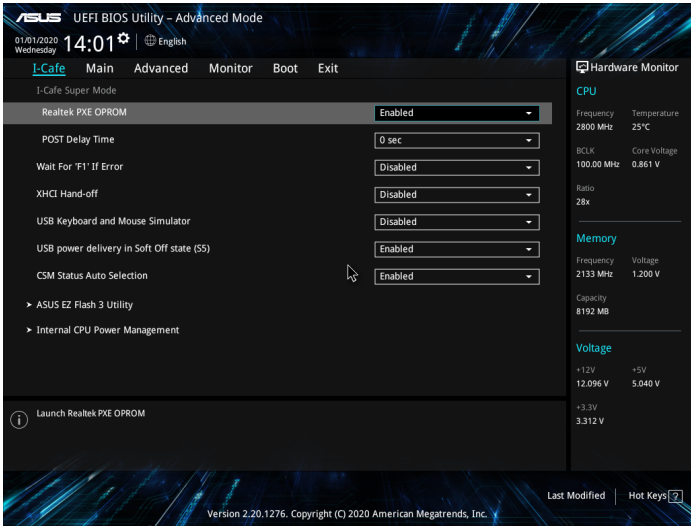 ASUS UEFI BIOS Utility – Advanced Mode
01/01/2020
Wednesday
14:01
English
I-Cafe Main Advanced Monitor Boot Exit
I-Cafe Super Mode
Realtek PXE OPROM Enabled
POST Delay Time 0 sec
Wait For 'F1' If Error Disabled
XHCI Hand-off Disabled
USB Keyboard and Mouse Simulator Disabled
USB power delivery in Soft Off state (S5) Enabled
CSM Status Auto Selection Enabled
ASUS EZ Flash 3 Utility
Internal CPU Power Management
Launch Realtek PXE OPROM
Hardware Monitor
CPU
Frequency Temperature
2800 MHz 25°C
BCLK Core Voltage
100.00 MHz 0.861 V
Ratio
28x
Memory
Frequency Voltage
2133 MHz 1.200 V
Capacity
8192 MB
Voltage
+12V +5V
12.096 V 5.040 V
+3.3V
3.312 V
Last Modified Hot Keys ?
Version 2.20.1276. Copyright (C) 2020 American Megatrends, Inc.